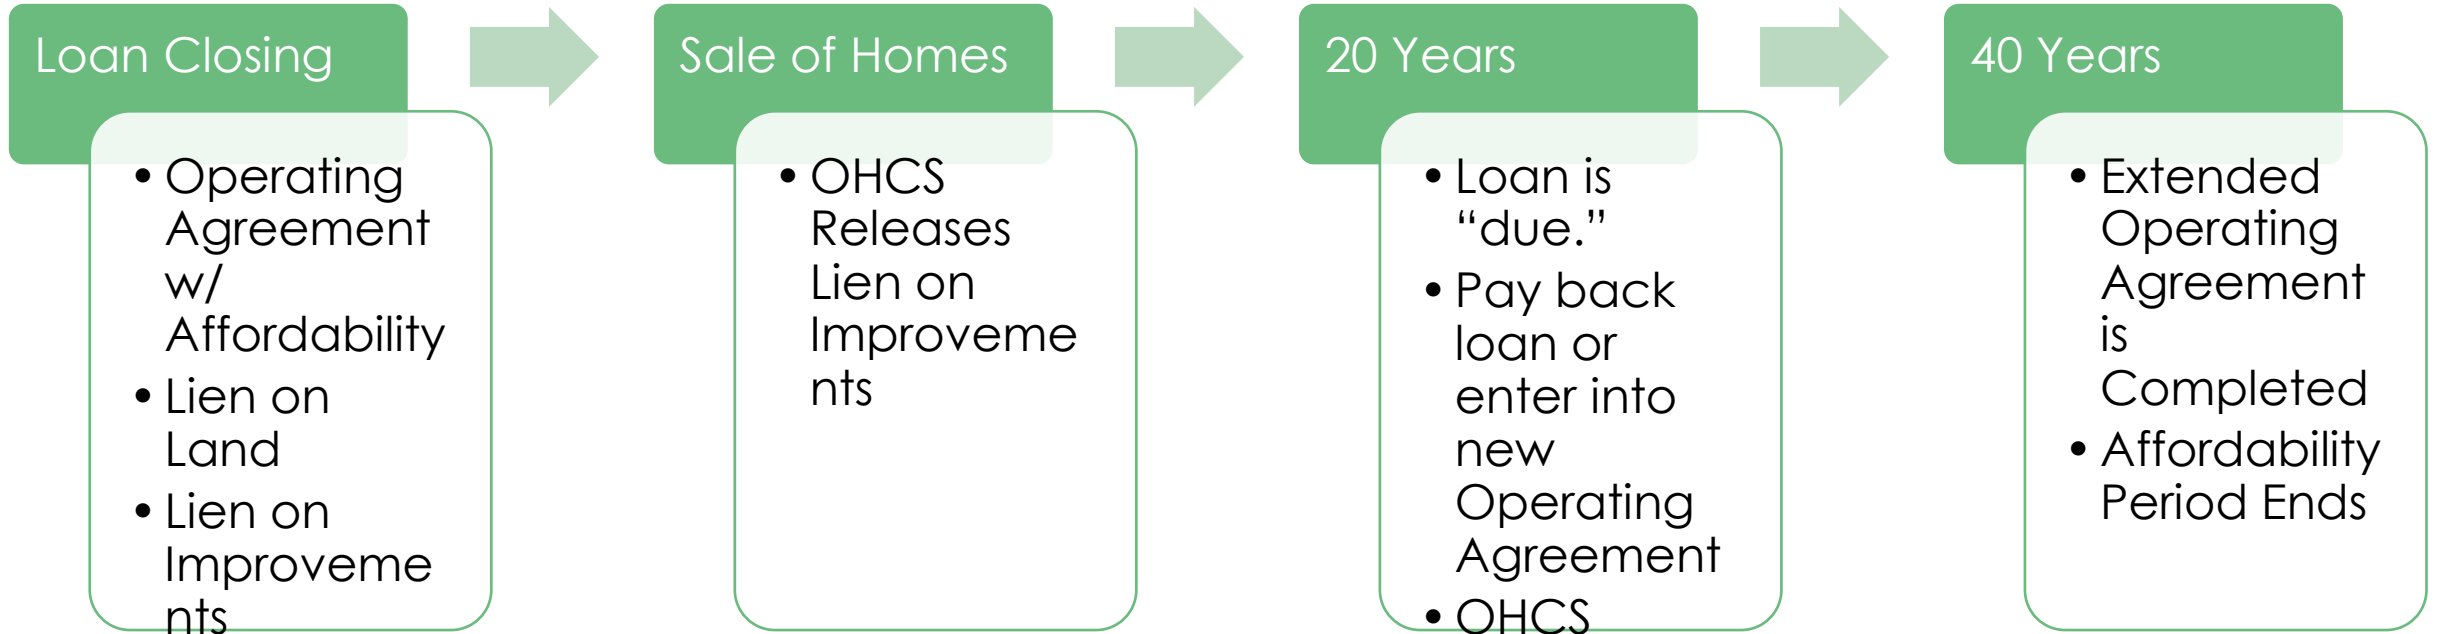 Loan Closing
• Operating
Agreement
w/
Affordability
• Lien on
Land
• Lien on
Improveme
nts
Sale of Homes
• OHCS
Releases
Lien on
Improveme
nts
20 Years
• Loan is
“due.”
• Pay back
loan or
enter into
new
Operating
Agreement
• OHCS
40 Years
• Extended
Operating
Agreement
is
Completed
• Affordability
Period Ends